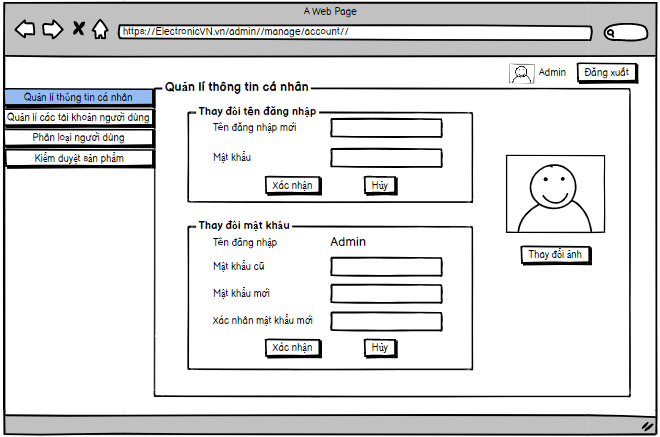 A Web Page
https://ElectronicVN.vn/admin//manage/account//
Admin
Đăng xuất
Quản lí thông tin cá nhân
Quản lí các tài khoản người dùng
Phân loại người dùng
Kiểm duyệt sản phẩm
Quản lí thông tin cá nhân
Thay đổi tên đăng nhập
Tên đăng nhập mới
Mật khẩu
Xác nhận Hủy
Thay đổi mật khẩu
Tên đăng nhập Admin
Mật khẩu cũ
Mật khẩu mới
Xác nhân mật khẩu mới
Xác nhận Hủy
Thay đổi ảnh